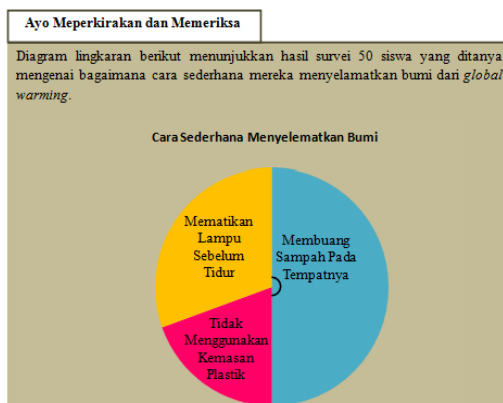 Ayo Meperkirakan dan Memeriksa
Diagram lingkaran berikut menunjukkan hasil survei 50 siswa yang ditanya
mengenai bagaimana cara sederhana mereka menyelamatkan bumi dari global
warming.
Cara Sederhana Menyelematkan Bumi
Mematikan
Lampu
Sebelum
Tidur
Membuang
Sampah Pada
Tempatnya
Tidak
Menggunakan
Kemasan
Plastik